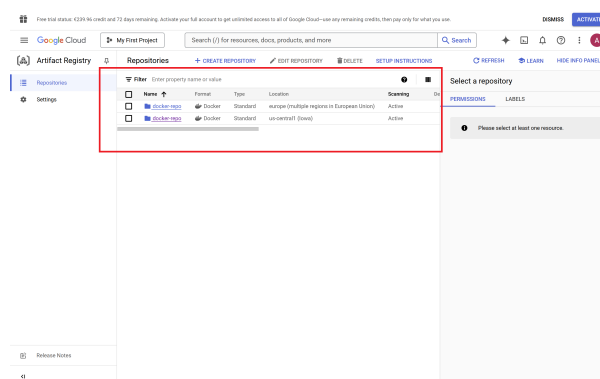 Free trial status: €239.96 credit and 72 days remaining. Activate your full account to get unlimited access to all of Google Cloud—use any remaining credits, then pay only for what you use
DISMISS
ACTIVATE
Google Cloud
My First Project
Search (/) for resources, docs, products, and more
Search
A
Artifact Registry
Repositories
CREATE REPOSITORY
EDIT REPOSITORY
DELETE
SETUP INSTRUCTIONS
REFRESH
LEARN
HIDE INFO PANEL
Repositories
Settings
Filter Enter property name or value
Name Format Type Location Scanning De
docker-repo Docker Standard europe (multiple regions in European Union) Active
docker-repo Docker Standard us-central1 (Iowa) Active
Select a repository
PERMISSIONS LABELS
Please select at least one resource.
Release Notes